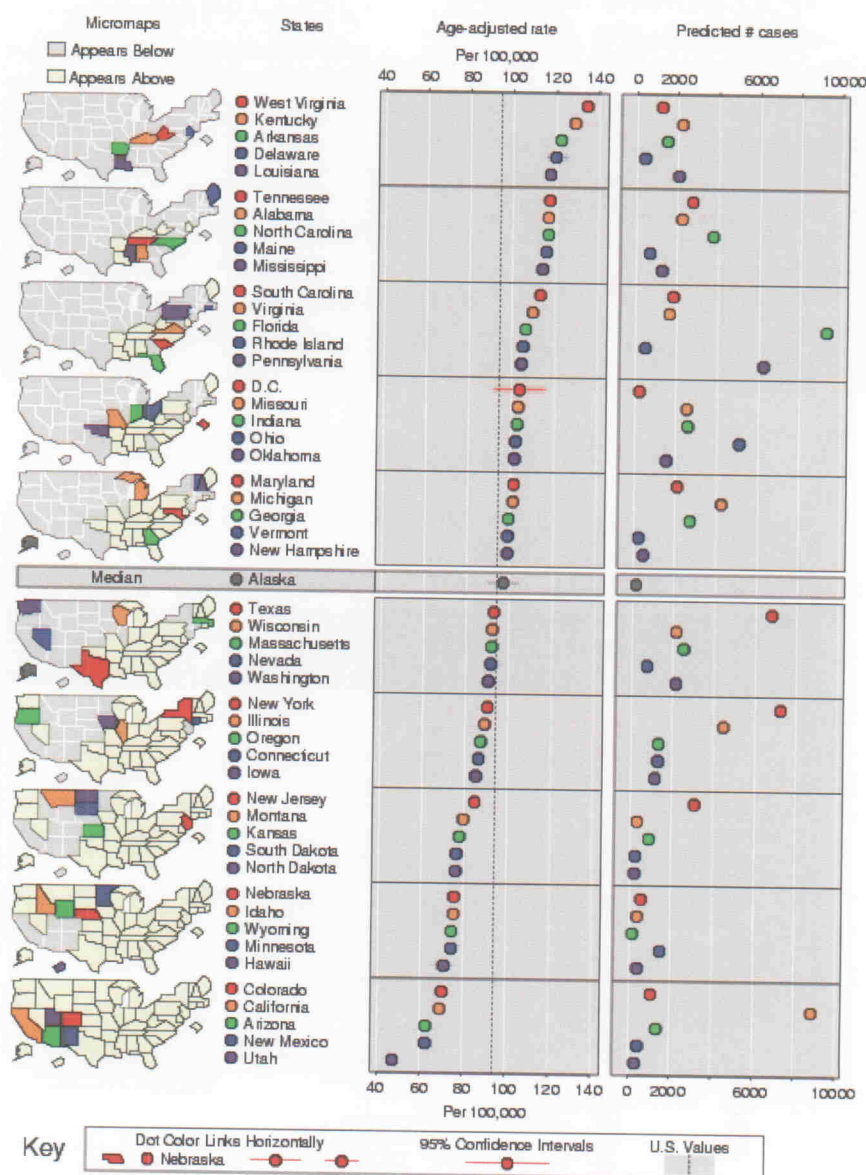 Micromaps States Age-adjusted rate Predicted # cases
Appears Below Per 100,000
Appears Above
40 60 80 100 120 140 0 2000 6000 10000
West Virginia
Kentucky
Arkansas
Delaware
Louisiana
Tennessee
Alabama
North Carolina
Maine
Mississippi
South Carolina
Virginia
Florida
Rhode Island
Pennsylvania
D.C.
Missouri
Indiana
Ohio
Oklahoma
Maryland
Michigan
Georgia
Vermont
New Hampshire
Median Alaska
Texas
Wisconsin
Massachusetts
Nevada
Washington
New York
Illinois
Oregon
Connecticut
Iowa
New Jersey
Montana
Kansas
South Dakota
North Dakota
Nebraska
Idaho
Wyoming
Minnesota
Hawaii
Colorado
California
Arizona
New Mexico
Utah
40 60 80 100 120 140 0 2000 6000 10000
Per 100,000
Key Dot Color Links Horizontally 95% Confidence Intervals U.S. Values
Nebraska